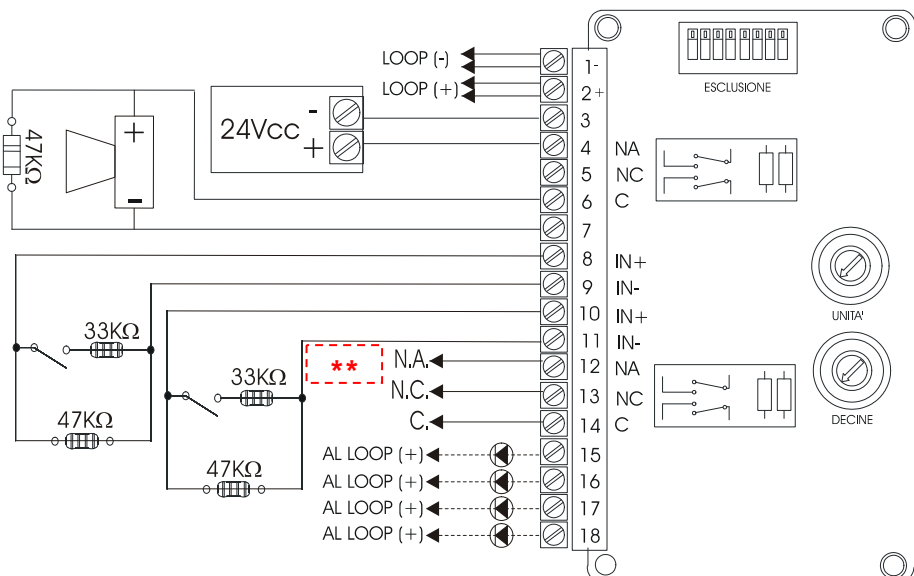 LOOP (-)
LOOP (+)
24Vcc
-
+
47KΩ
+
-
33KΩ
47KΩ
33KΩ
47KΩ
**
N.A.
N.C.
C.
AL LOOP (+)
AL LOOP (+)
AL LOOP (+)
AL LOOP (+)
1-
2+
3
4 NA
5 NC
6 C
7
8 IN+
9 IN-
10 IN+
11 IN-
12 NA
13 NC
14 C
15
16
17
18
ESCLUSIONE
UNITA'
DECINE